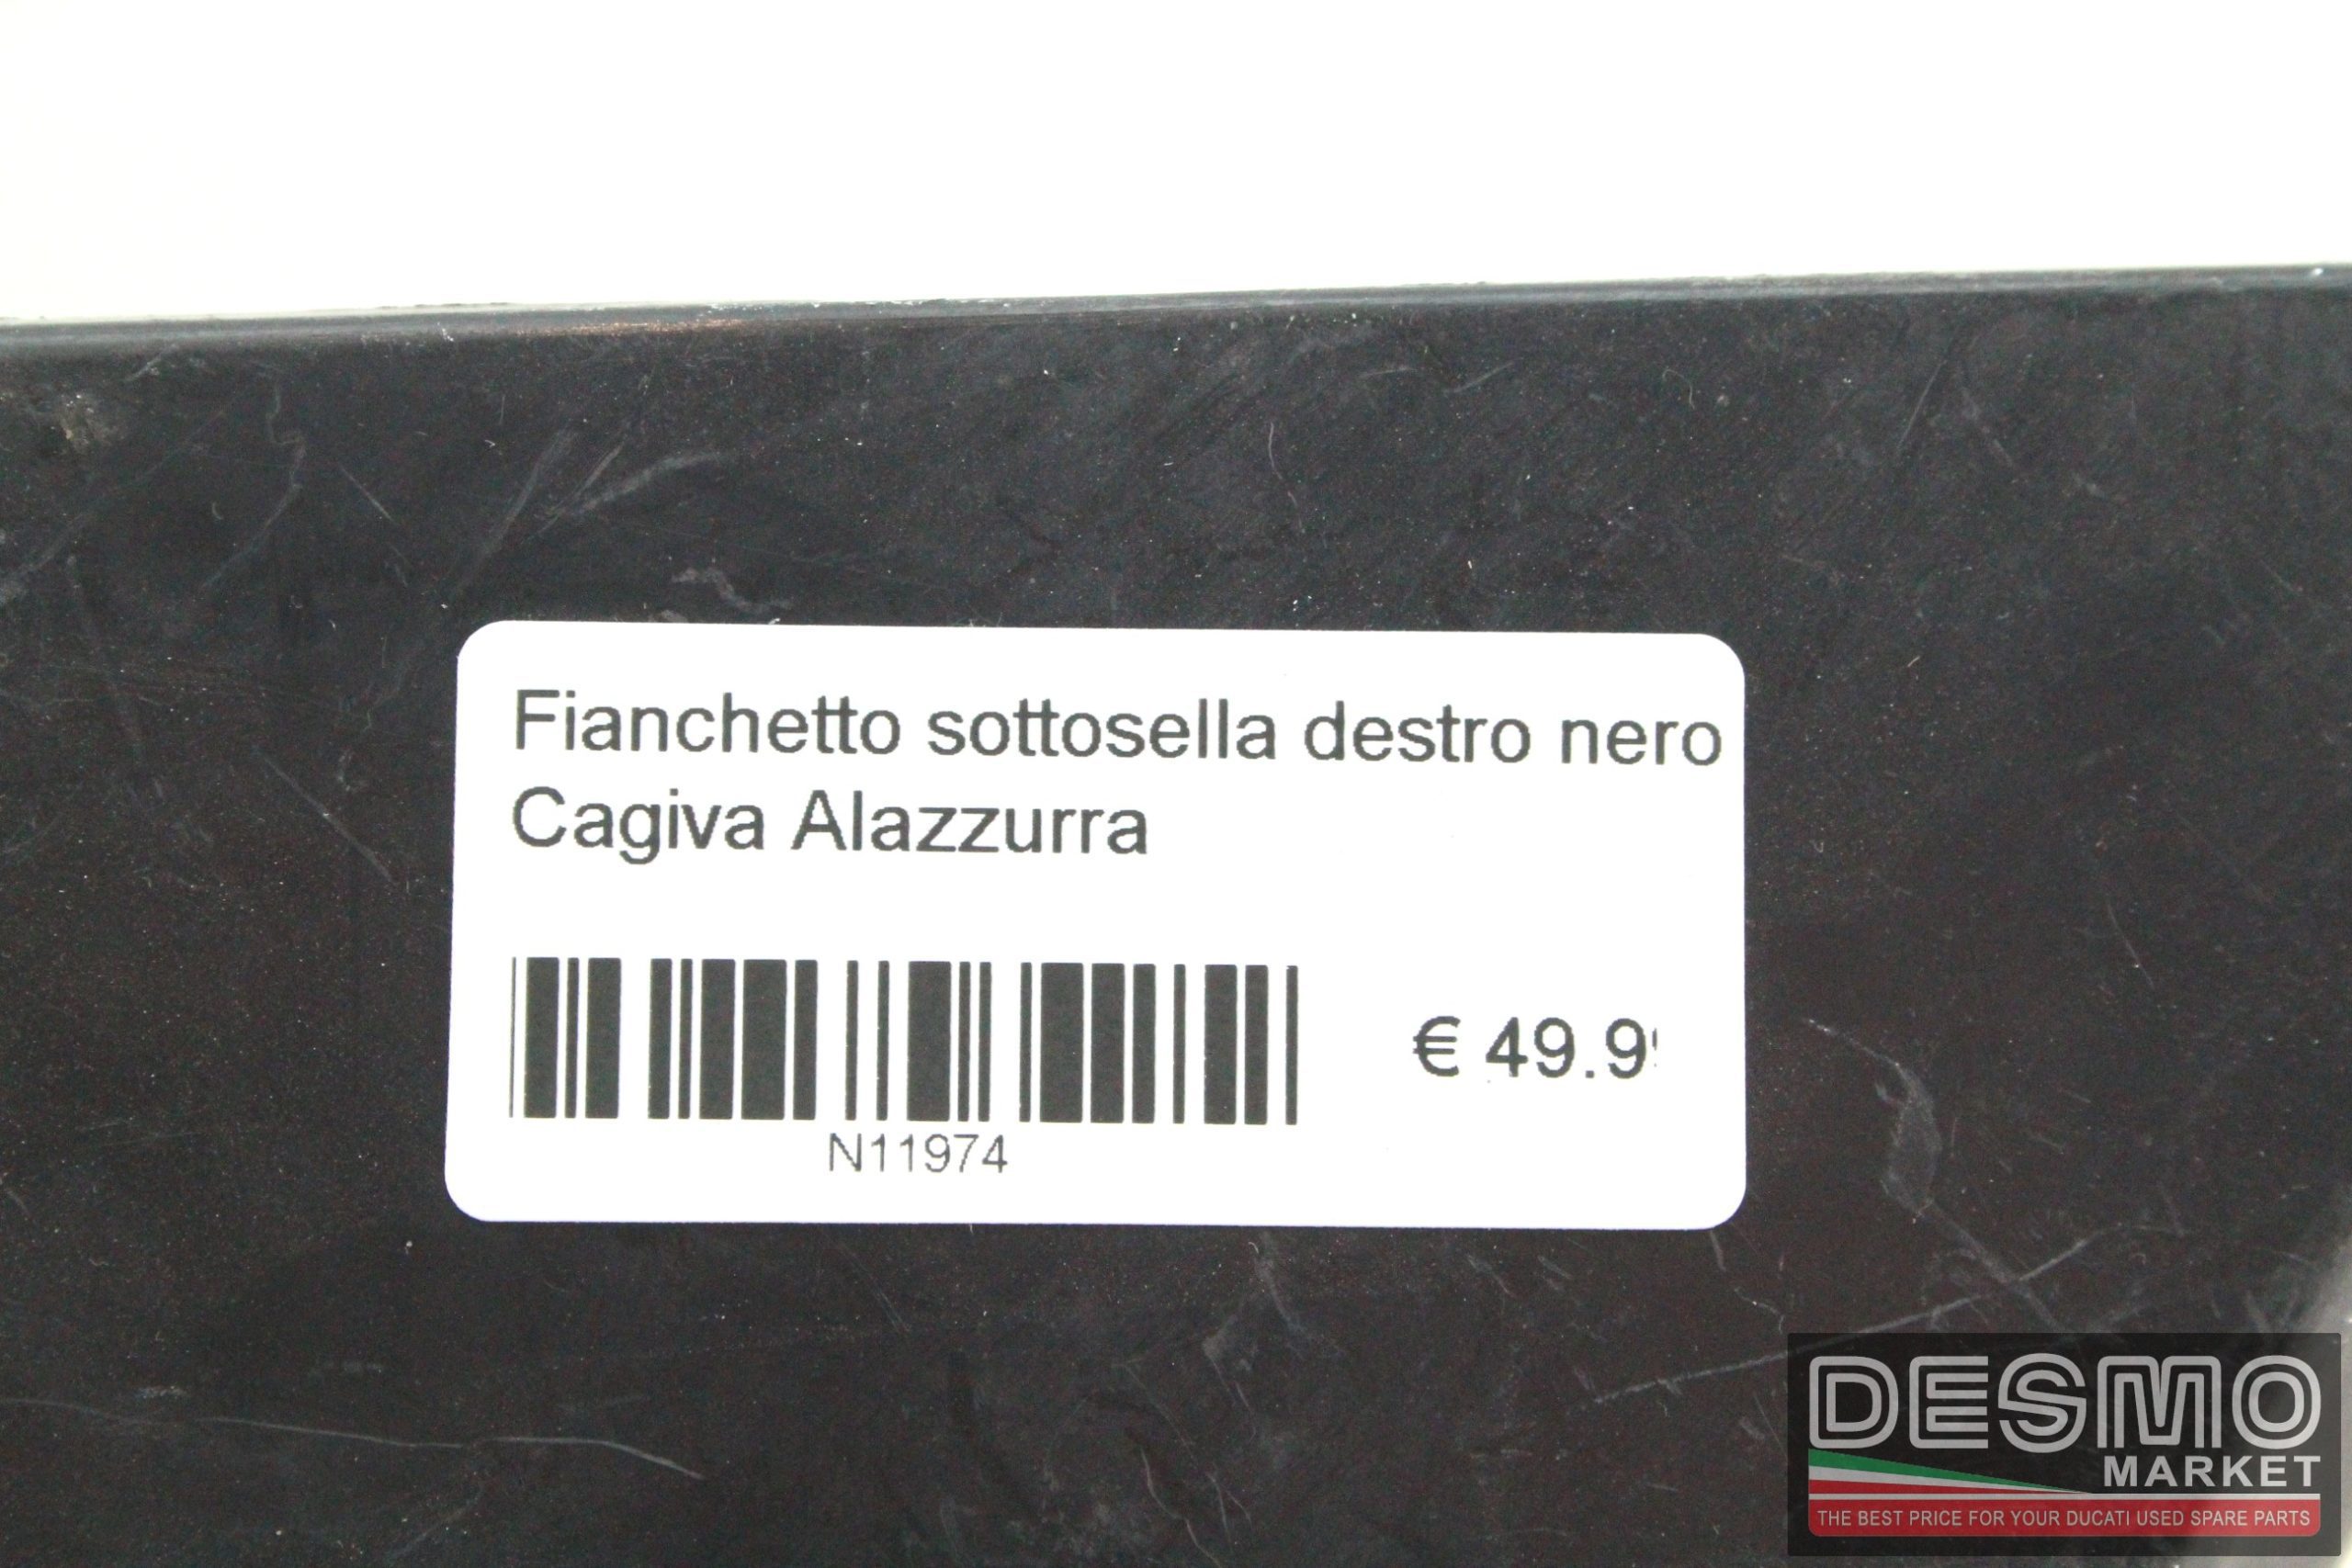 Fianchetto sottosella destro nero
Cagiva Alazzurra
€ 49.9
N11974
DESMO
MARKET
THE BEST PRICE FOR YOUR DUCATI USED SPARE PARTS